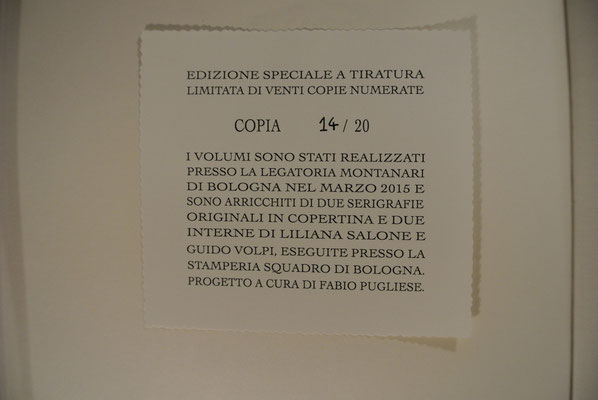 EDIZIONE SPECIALE A TIRATURA
LIMITATA DI VENTI COPIE NUMERATE
COPIA 14 / 20
I VOLUMI SONO STATI REALIZZATI
PRESSO LA LEGATORIA MONTANARI
DI BOLOGNA NEL MARZO 2015 E
SONO ARRICCHITI DI DUE SERIGRAFIE
ORIGINALI IN COPERTINA E DUE
INTERNE DI LILIANA SALONE E
GUIDO VOLPI, ESEGUITE PRESSO LA
STAMPERIA SQUADRO DI BOLOGNA.
PROGETTO A CURA DI FABIO PUGLIESE.